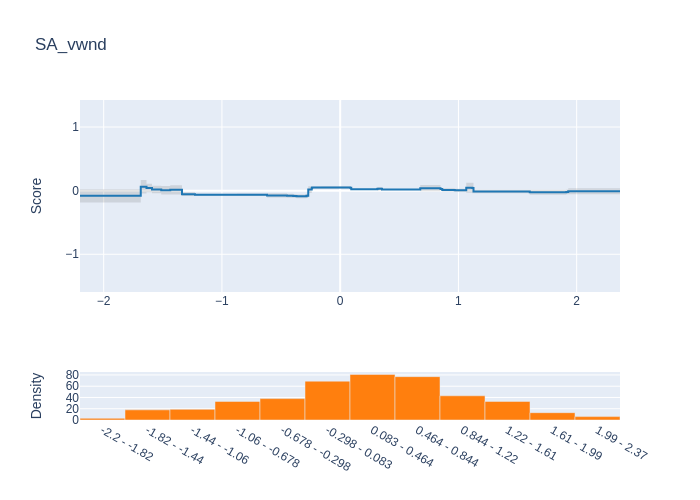 SA_vwnd
Score
1
0
−1
−2
−1
0
1
2
Density
80
60
40
20
0
-2.2 - -1.82
-1.82 - -1.44
-1.44 - -1.06
-1.06 - -0.678
-0.678 - -0.298
-0.298 - 0.083
0.083 - 0.464
0.464 - 0.844
0.844 - 1.22
1.22 - 1.61
1.61 - 1.99
1.99 - 2.37